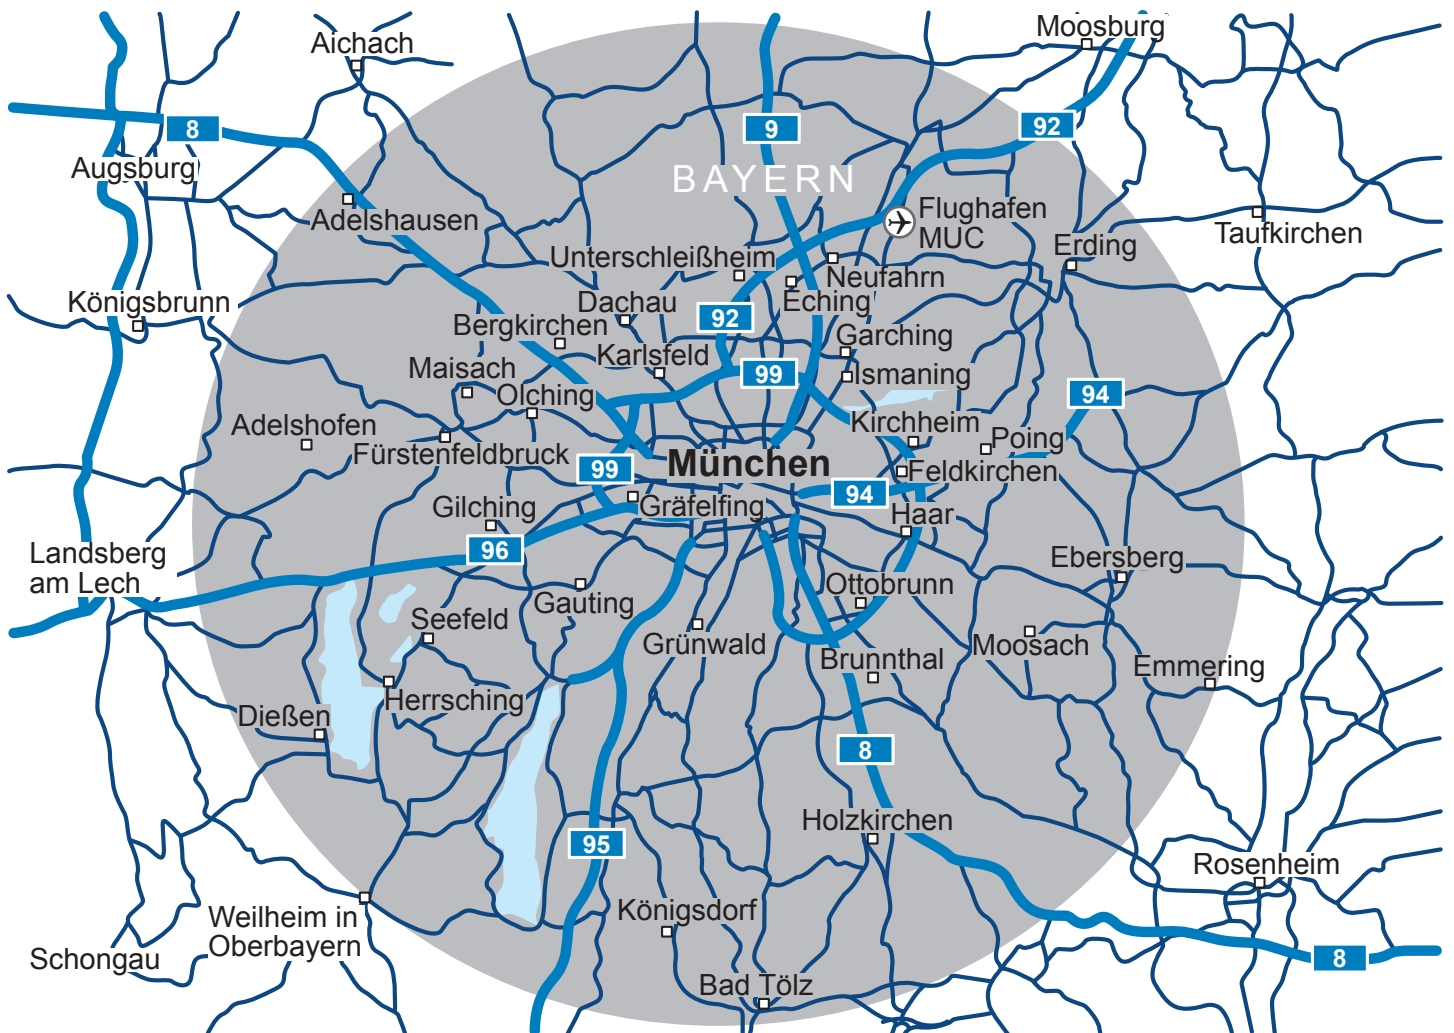 Moosburg
Aichach
8
9
92
Augsburg
BAYERN
Adelshausen
Flughafen
MUC
Taufkirchen
Erding
Unterschleißheim
Neufahrn
Königsbrunn
Dachau
Eching
92
Bergkirchen
Garching
Karlsfeld
Maisach
99
Ismaning
Olching
94
Adelshofen
Kirchheim
Poing
Fürstenfeldbruck
99
München
Feldkirchen
94
Gilching
Gräfelfing
Haar
96
Landsberg
am Lech
Ebersberg
Ottobrunn
Gauting
Seefeld
Grünwald
Brunnthal
Moosach
Emmering
Herrsching
Dießen
8
Holzkirchen
95
Rosenheim
Königsdorf
Weilheim in
Oberbayern
Schongau
8
Bad Tölz